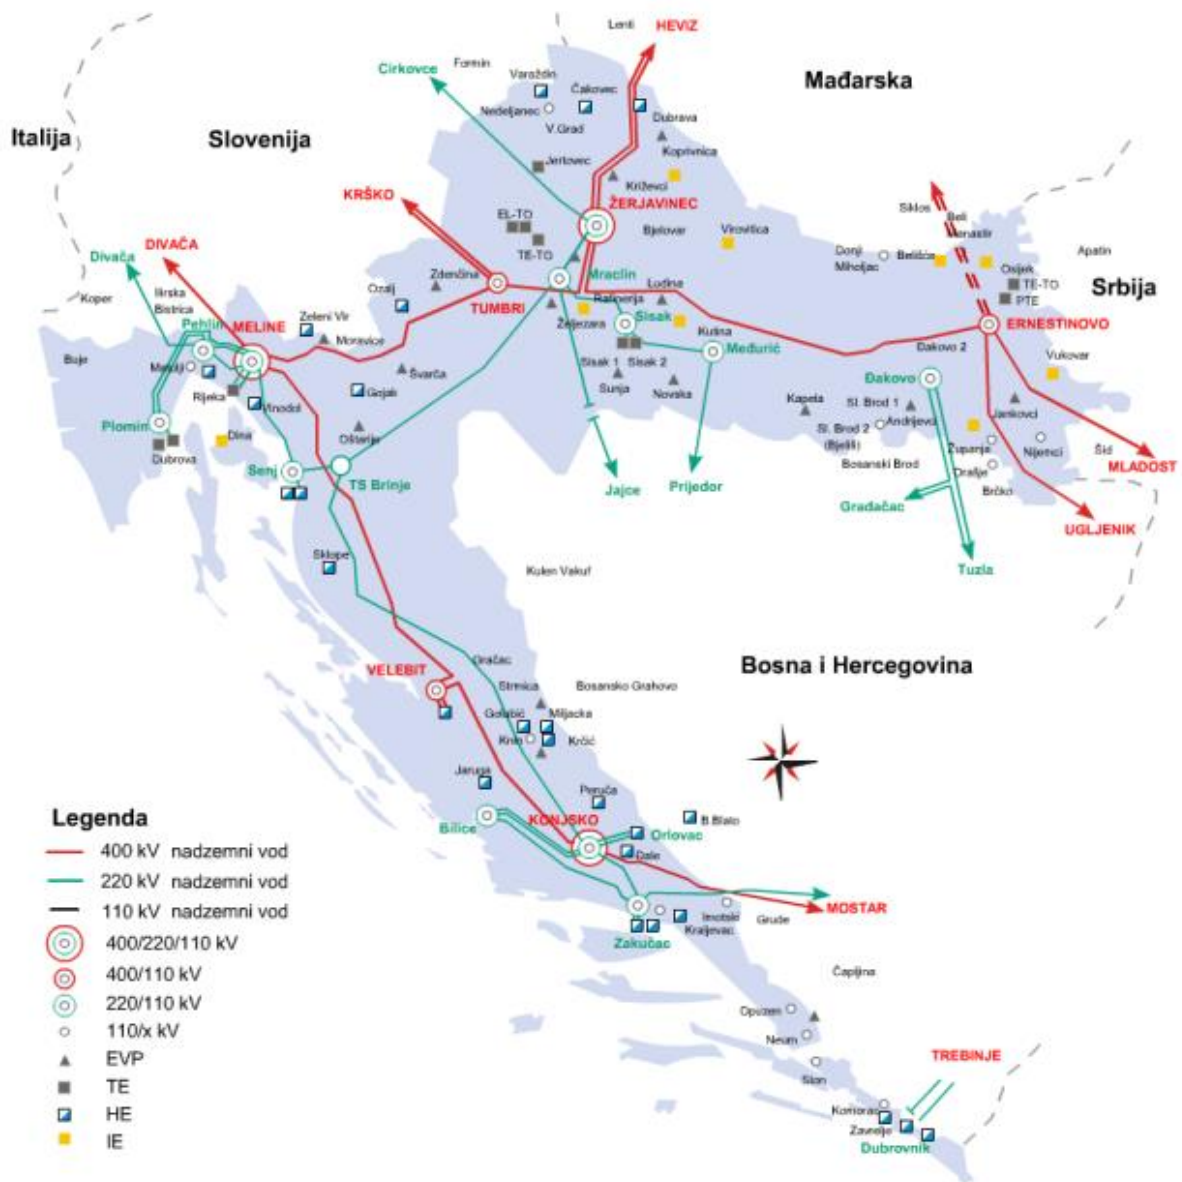 Lenti
HEVIZ
Formin
Cirkovce
Varaždin
Čakovec
Mađarska
Nedeljanec
Dubrava
Italija
Slovenija
V.Grad
Koprivnica
Jertovec
Križevci
KRŠKO
ŽERJAVINEC
Siklos
EL-TO
Beli
Manastir
Bjelovar
Virovitica
DIVAČA
TE-TO
Donji
Miholjac
Belišće
Apatin
Divača
Osijek
Zdenčina
Mraclin
TE-TO
Srbija
Koper
Ilirska
Bistrica
Ozalj
Ludina
PTE
TUMBRI
Rafinerija
Pehlin
MELINE
Zeleni Vir
Željezara
Sisak
ERNESTINOVO
Kutina
Moravice
Međurić
Đakovo 2
Buje
Matulji
Sisak 1
Sisak 2
Vukovar
Švarča
Sunja
Đakovo
Rijeka
Gojak
Novska
Vinodol
Kapela
Sl. Brod 1
Jankovci
Plomin
Dina
Oštarije
Andrijevci
Sl. Brod 2
(Bjeliš)
Županja
Nijemci
Šid
Dubrova
Bosanski Brod
MLADOST
Senj
TS Brinje
Drašje
Jajce
Prijedor
Brčko
Gradačac
UGLJENIK
Sklope
Kulen Vakuf
Tuzla
Gračac
Bosna i Hercegovina
VELEBIT
Strmica
Bosansko Grahovo
Golubić
Miljacka
Knin
Krčić
Jaruga
Peruča
Legenda
KONJSKO
B.Blato
Bilice
Orlovac
400 kV nadzemni vod
Dale
220 kV nadzemni vod
110 kV nadzemni vod
MOSTAR
Imotski
Grude
Kraljevac
400/220/110 kV
Zakučac
400/110 kV
Čapljina
220/110 kV
Opuzen
110/x kV
Neum
EVP
TREBINJE
Ston
TE
Komolac
HE
Zavrelje
IE
Dubrovnik